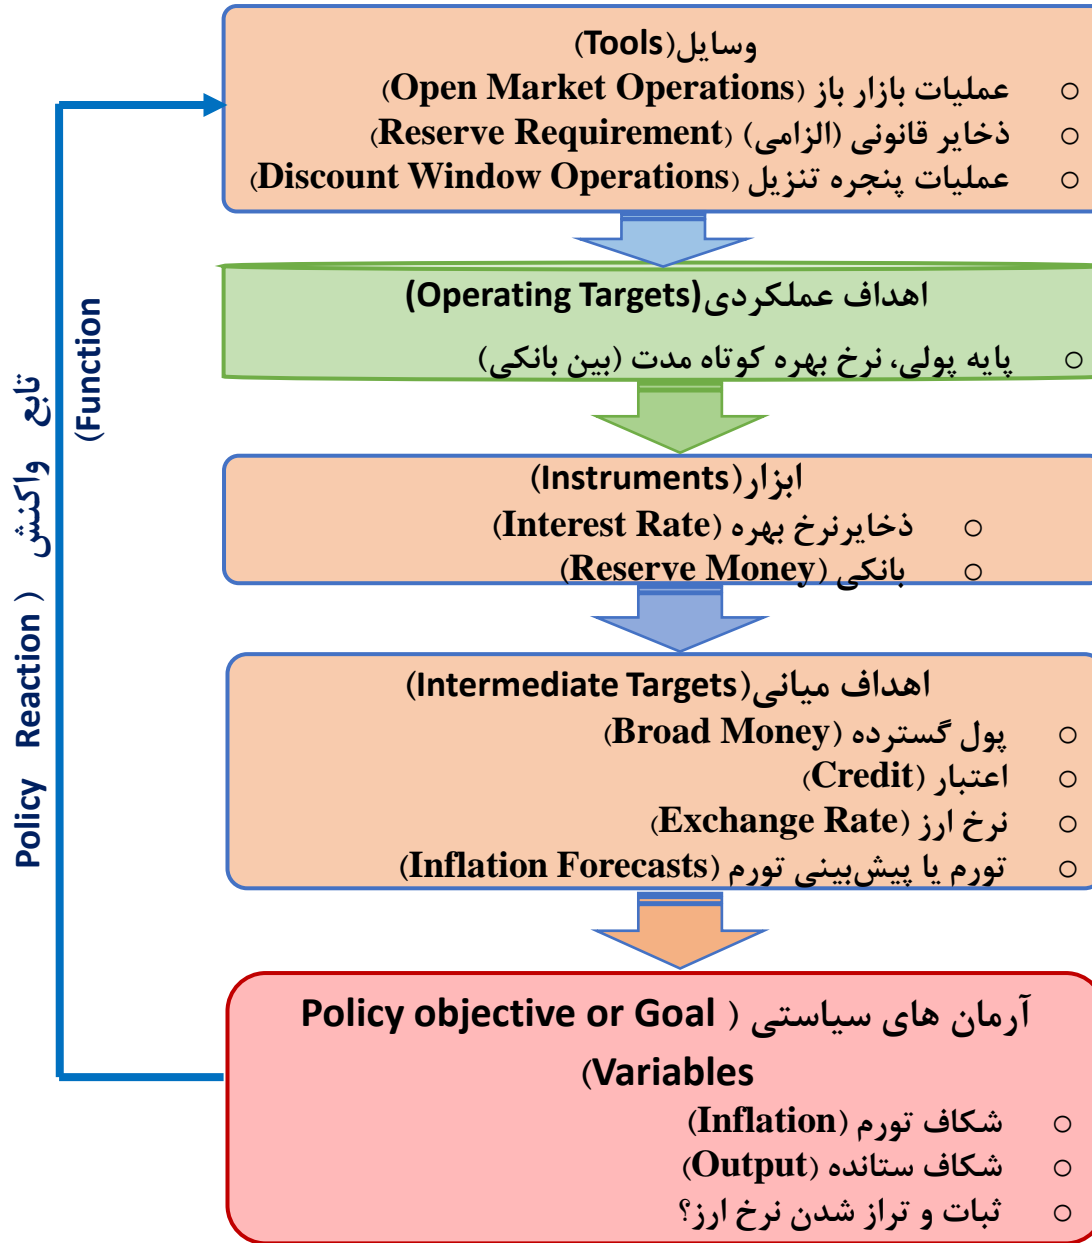 وسایل(Tools)
عملیات بازار باز (Open Market Operations)
ذخایر قانونی (الزامی) (Reserve Requirement)
عملیات پنجره تنزیل (Discount Window Operations)
اهداف عملکردی(Operating Targets)
پایه پولی، نرخ بهره کوتاه مدت (بین بانکی)
ابزار(Instruments)
ذخایرنرخ بهره (Interest Rate)
بانکی (Reserve Money)
اهداف میانی(Intermediate Targets)
پول گسترده (Broad Money)
اعتبار (Credit)
نرخ ارز (Exchange Rate)
تورم یا پیش‌بینی تورم (Inflation Forecasts)
آرمان های سیاستی ( Policy objective or Goal
Variables)
شکاف تورم (Inflation)
شکاف ستانده (Output)
ثبات و تراز شدن نرخ ارز؟
تابع واکنش ( Policy Reaction
Function)